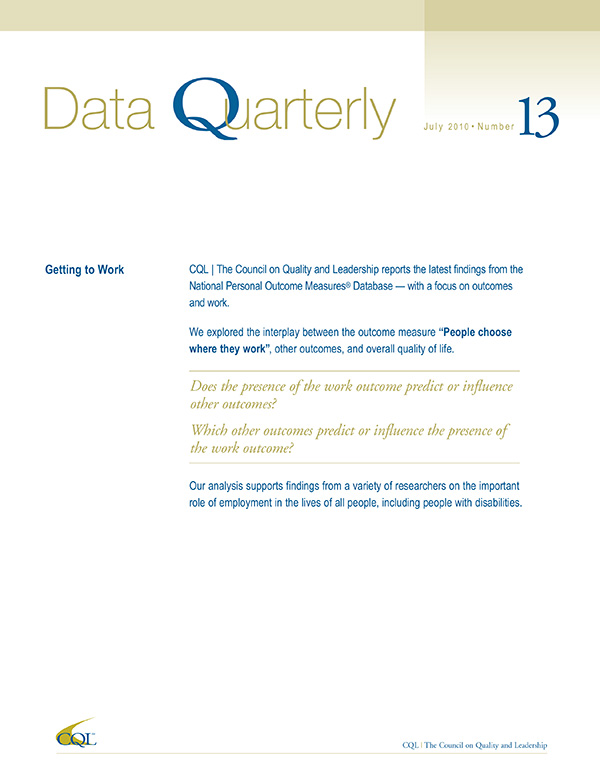 Data Quarterly
July 2010 • Number 13
Getting to Work
CQL | The Council on Quality and Leadership reports the latest findings from the
National Personal Outcome Measures® Database — with a focus on outcomes
and work.
We explored the interplay between the outcome measure “People choose
where they work”, other outcomes, and overall quality of life.
Does the presence of the work outcome predict or influence
other outcomes?
Which other outcomes predict or influence the presence of
the work outcome?
Our analysis supports findings from a variety of researchers on the important
role of employment in the lives of all people, including people with disabilities.
CQL™
CQL | The Council on Quality and Leadership